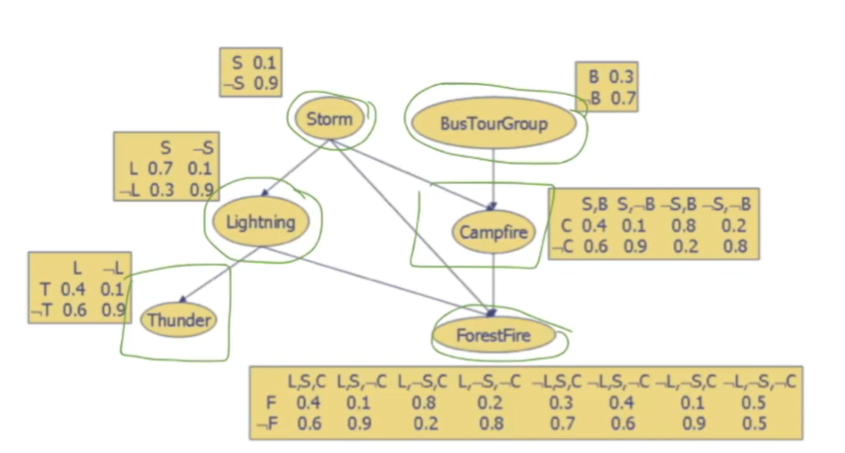 S 0.1
¬S 0.9
B 0.3
¬B 0.7
Storm
BusTourGroup
S ¬S
L 0.7 0.1
¬L 0.3 0.9
Lightning
Campfire
S,B S,¬B ¬S,B ¬S,¬B
C 0.4 0.1 0.8 0.2
¬C 0.6 0.9 0.2 0.8
L ¬L
T 0.4 0.1
¬T 0.6 0.9
Thunder
ForestFire
L,S,C L,S,¬C L,¬S,C L,¬S,¬C ¬L,S,C ¬L,S,¬C ¬L,¬S,C ¬L,¬S,¬C
F 0.4 0.1 0.8 0.2 0.3 0.4 0.1 0.5
¬F 0.6 0.9 0.2 0.8 0.7 0.6 0.9 0.5